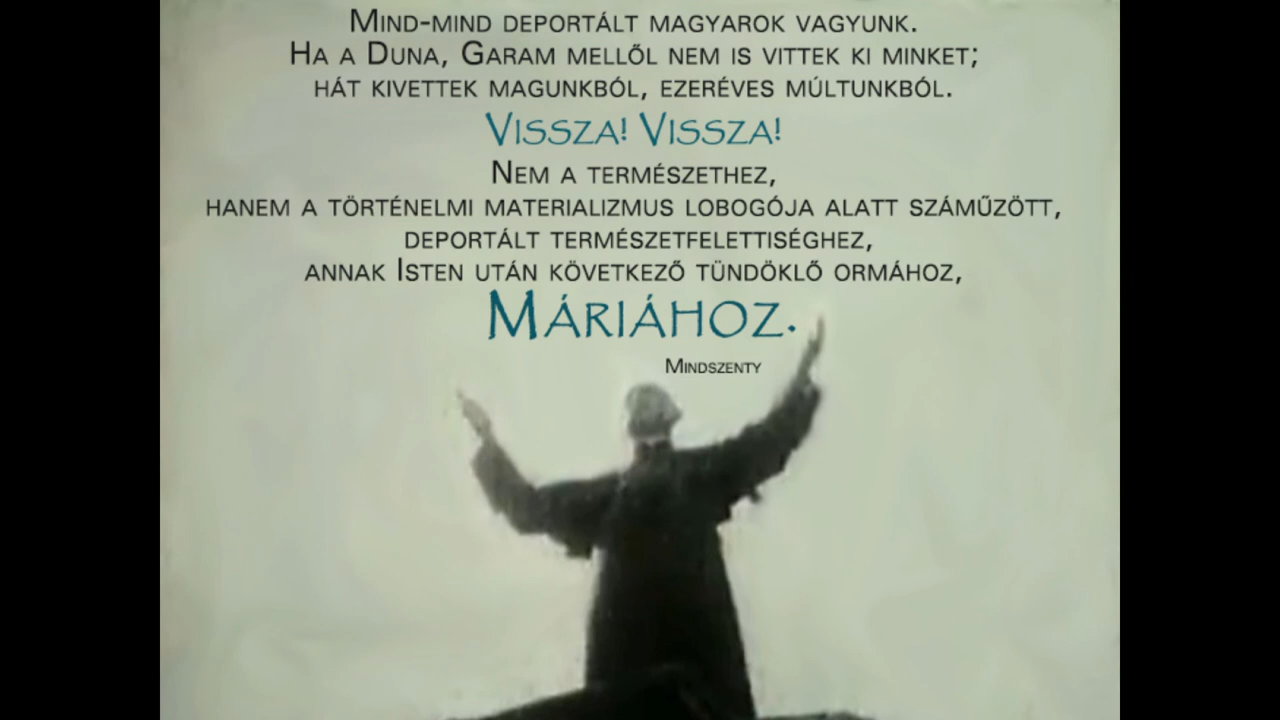 Mind-mind deportált magyarok vagyunk.
Ha a Duna, Garam mellől nem is vittek ki minket;
hát kivettek magunkból, ezeréves múltunkból.
Vissza! Vissza!
Nem a természethez,
hanem a történelmi materializmus lobogója alatt száműzött,
deportált természetfelettiséghez,
annak Isten után következő tündöklő ormához,
Máriához.
Mindszenty